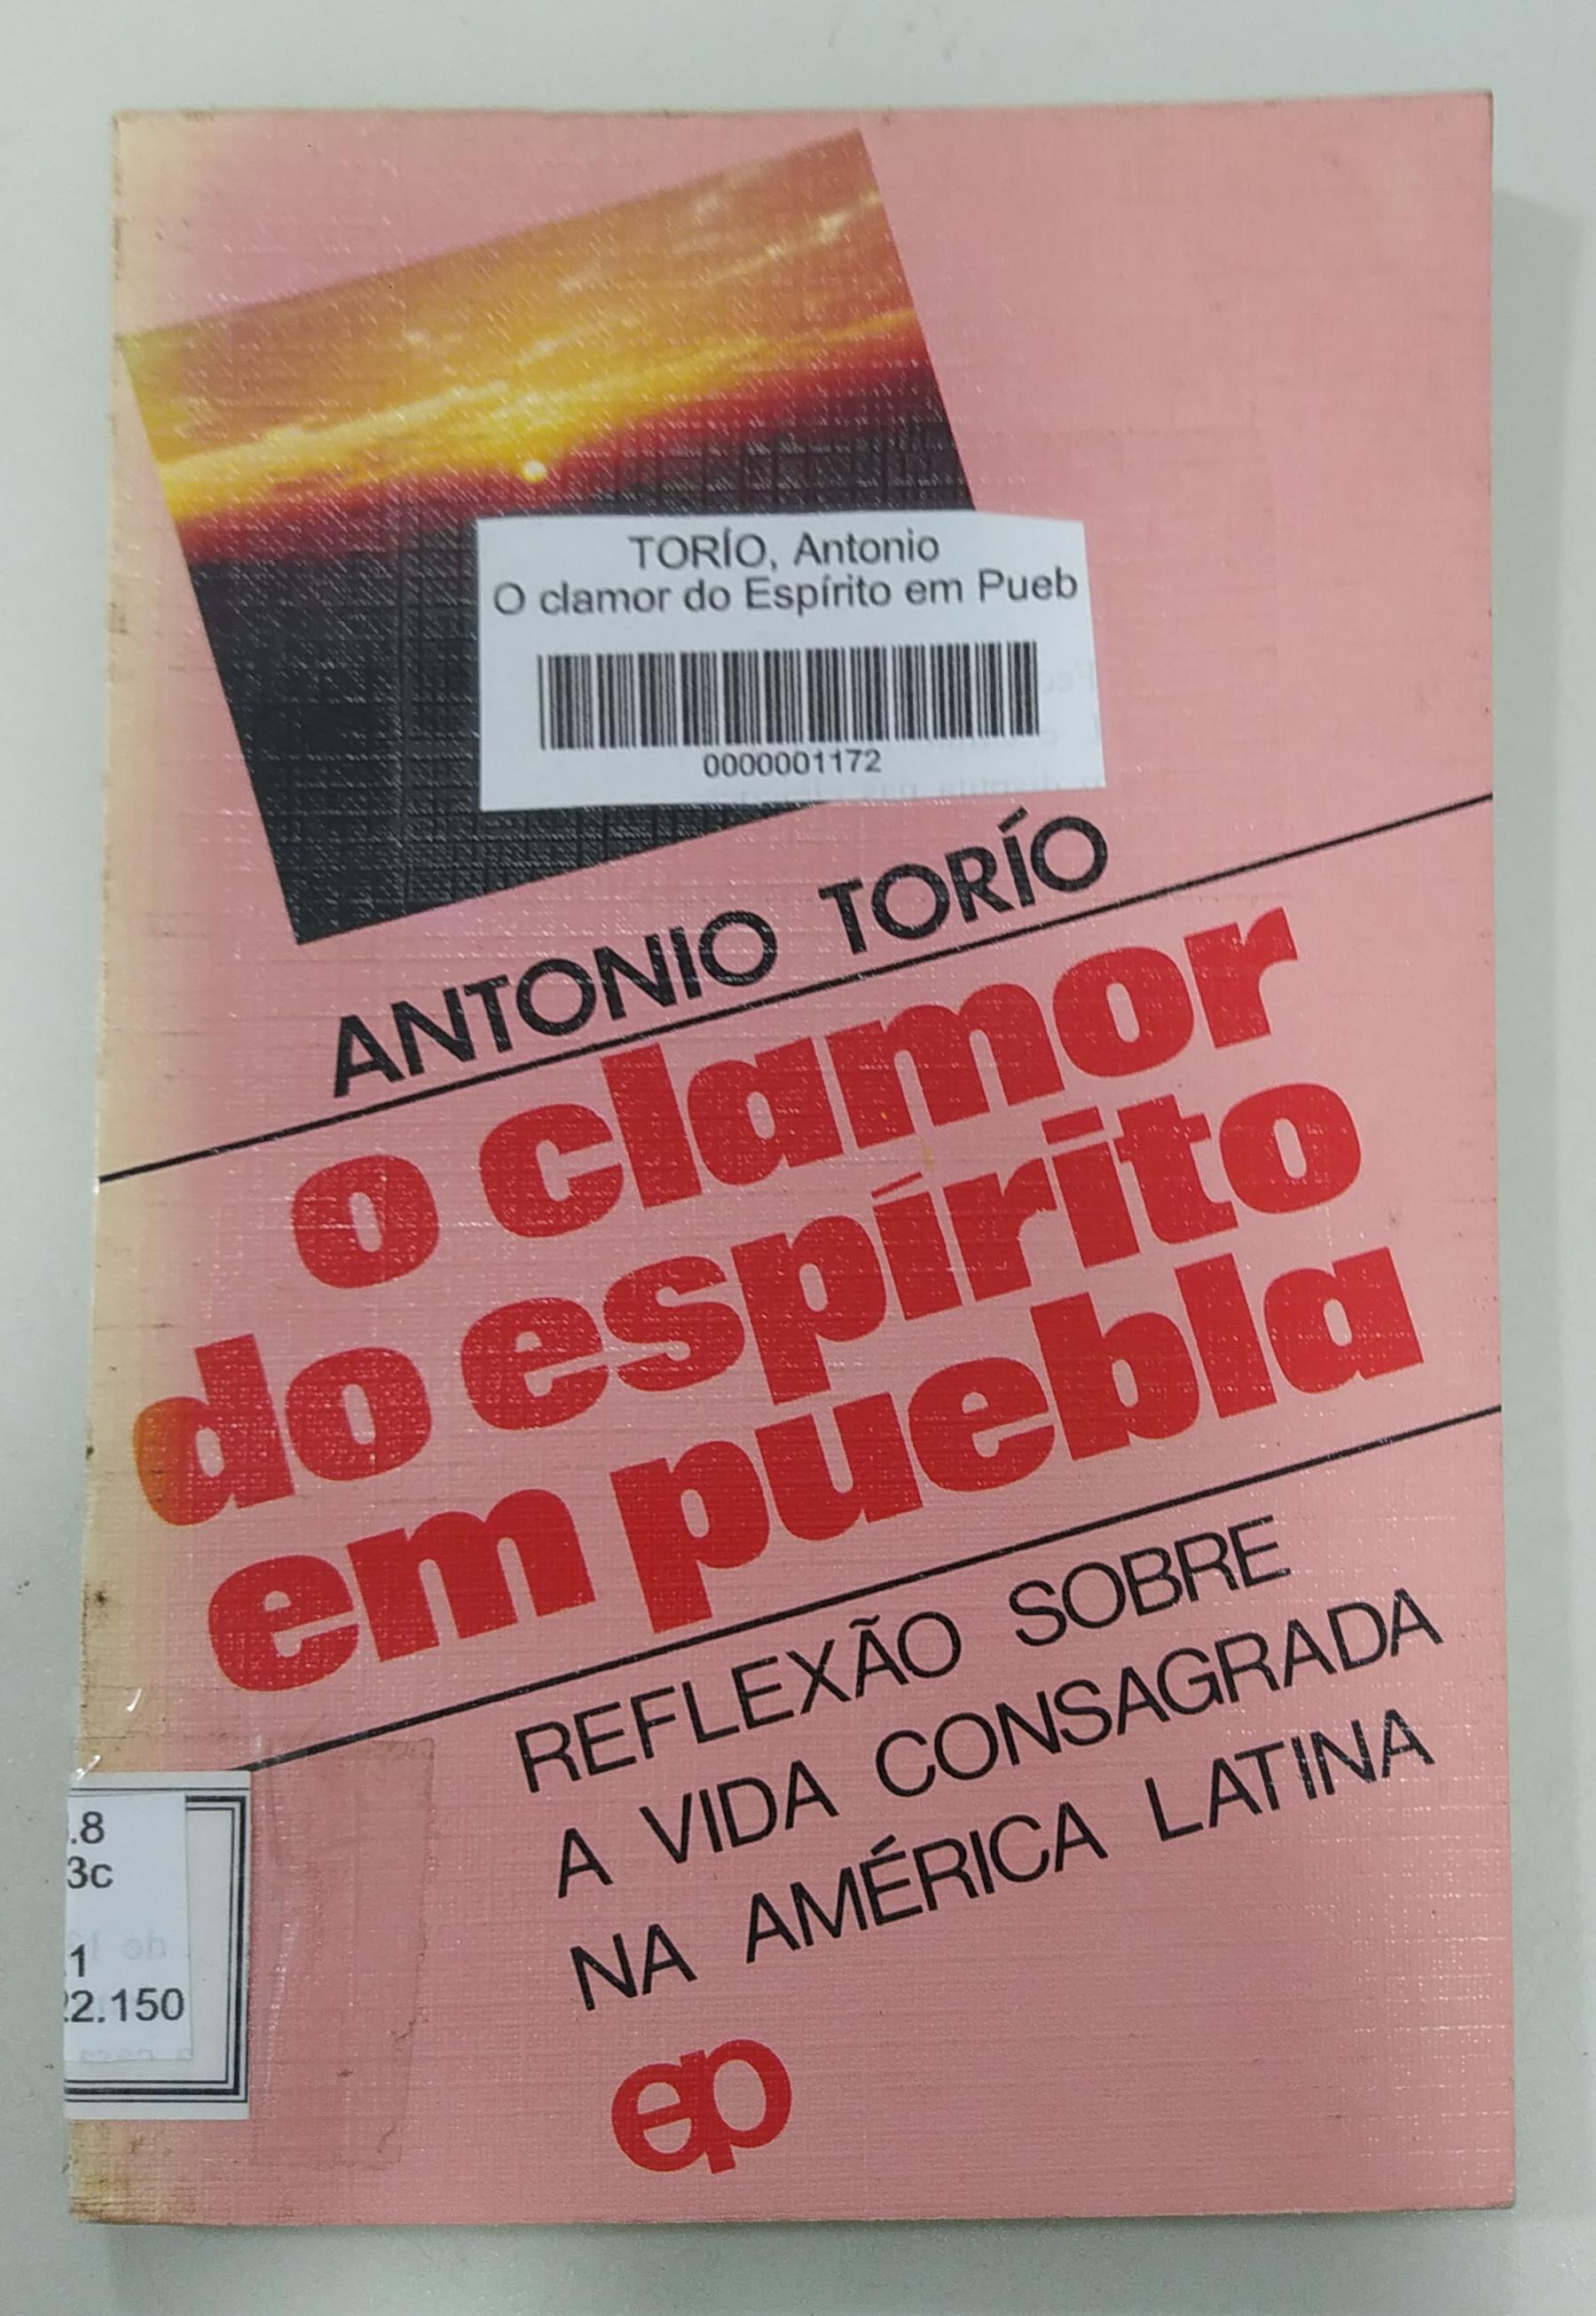 TORÍO, Antonio
O clamor do Espírito em Pueb
0000001172
ANTONIO TORÍO
o clamor
do espírito
em puebla
REFLEXÃO SOBRE
A VIDA CONSAGRADA
NA AMÉRICA LATINA
.8
3c
1
2.150
ep